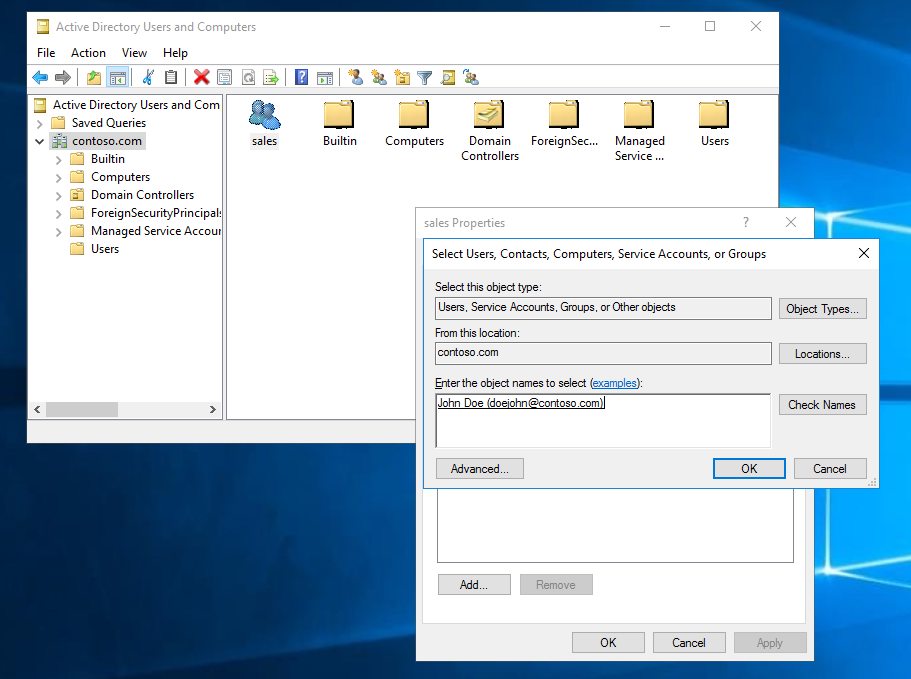 Active Directory Users and Computers
File Action View Help
Active Directory Users and Com
Saved Queries
contoso.com
Builtin
Computers
Domain Controllers
ForeignSecurityPrincipals
Managed Service Accour
Users
sales
Builtin
Computers
Domain
Controllers
ForeignSec...
Managed
Service ...
Users
sales Properties
?
Select Users, Contacts, Computers, Service Accounts, or Groups
Select this object type:
Users, Service Accounts, Groups, or Other objects
Object Types...
From this location:
contoso.com
Locations...
Enter the object names to select (examples):
John Doe (doejohn@contoso.com)
Check Names
Advanced...
OK
Cancel
Add...
Remove
OK
Cancel
Apply